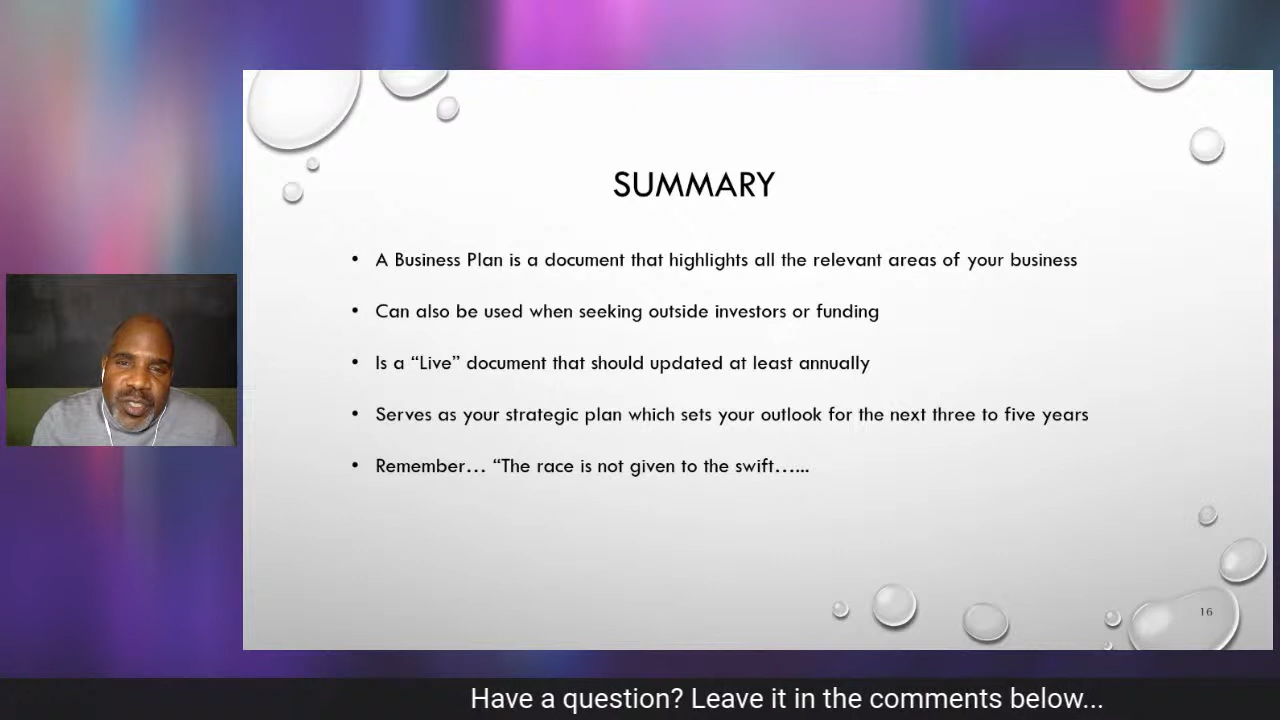 SUMMARY
• A Business Plan is a document that highlights all the relevant areas of your business
• Can also be used when seeking outside investors or funding
• Is a “Live” document that should updated at least annually
• Serves as your strategic plan which sets your outlook for the next three to five years
• Remember… “The race is not given to the swift…...
16
Have a question? Leave it in the comments below...